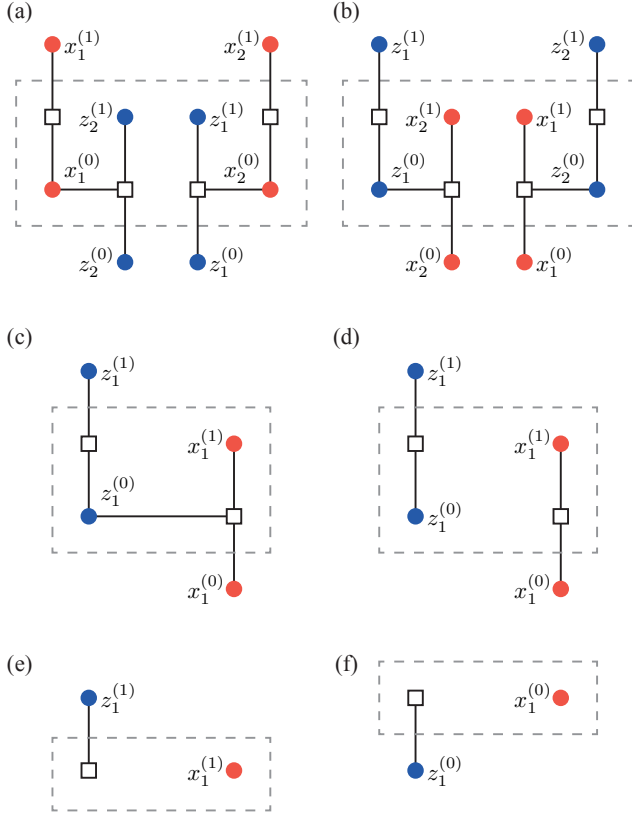 (a) (b)
x_1^{(1)} x_2^{(1)} z_1^{(1)} z_2^{(1)}
z_2^{(1)} z_1^{(1)} x_2^{(1)} x_1^{(1)}
x_1^{(0)} x_2^{(0)} z_1^{(0)} z_2^{(0)}
z_2^{(0)} z_1^{(0)} x_2^{(0)} x_1^{(0)}
(c) (d)
z_1^{(1)} z_1^{(1)}
x_1^{(1)} x_1^{(1)}
z_1^{(0)} z_1^{(0)}
x_1^{(0)} x_1^{(0)}
(e) (f)
z_1^{(1)} x_1^{(0)}
x_1^{(1)} z_1^{(0)}